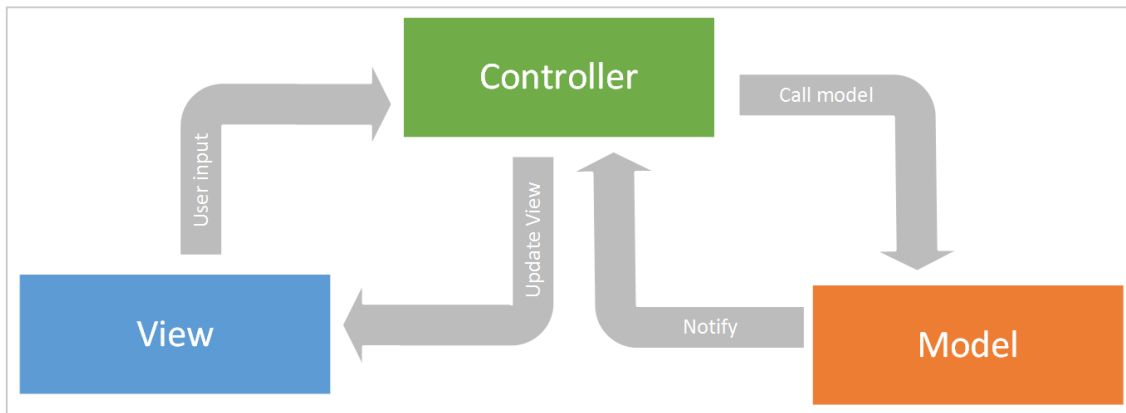 Controller
Call model
User input
Update View
View
Notify
Model